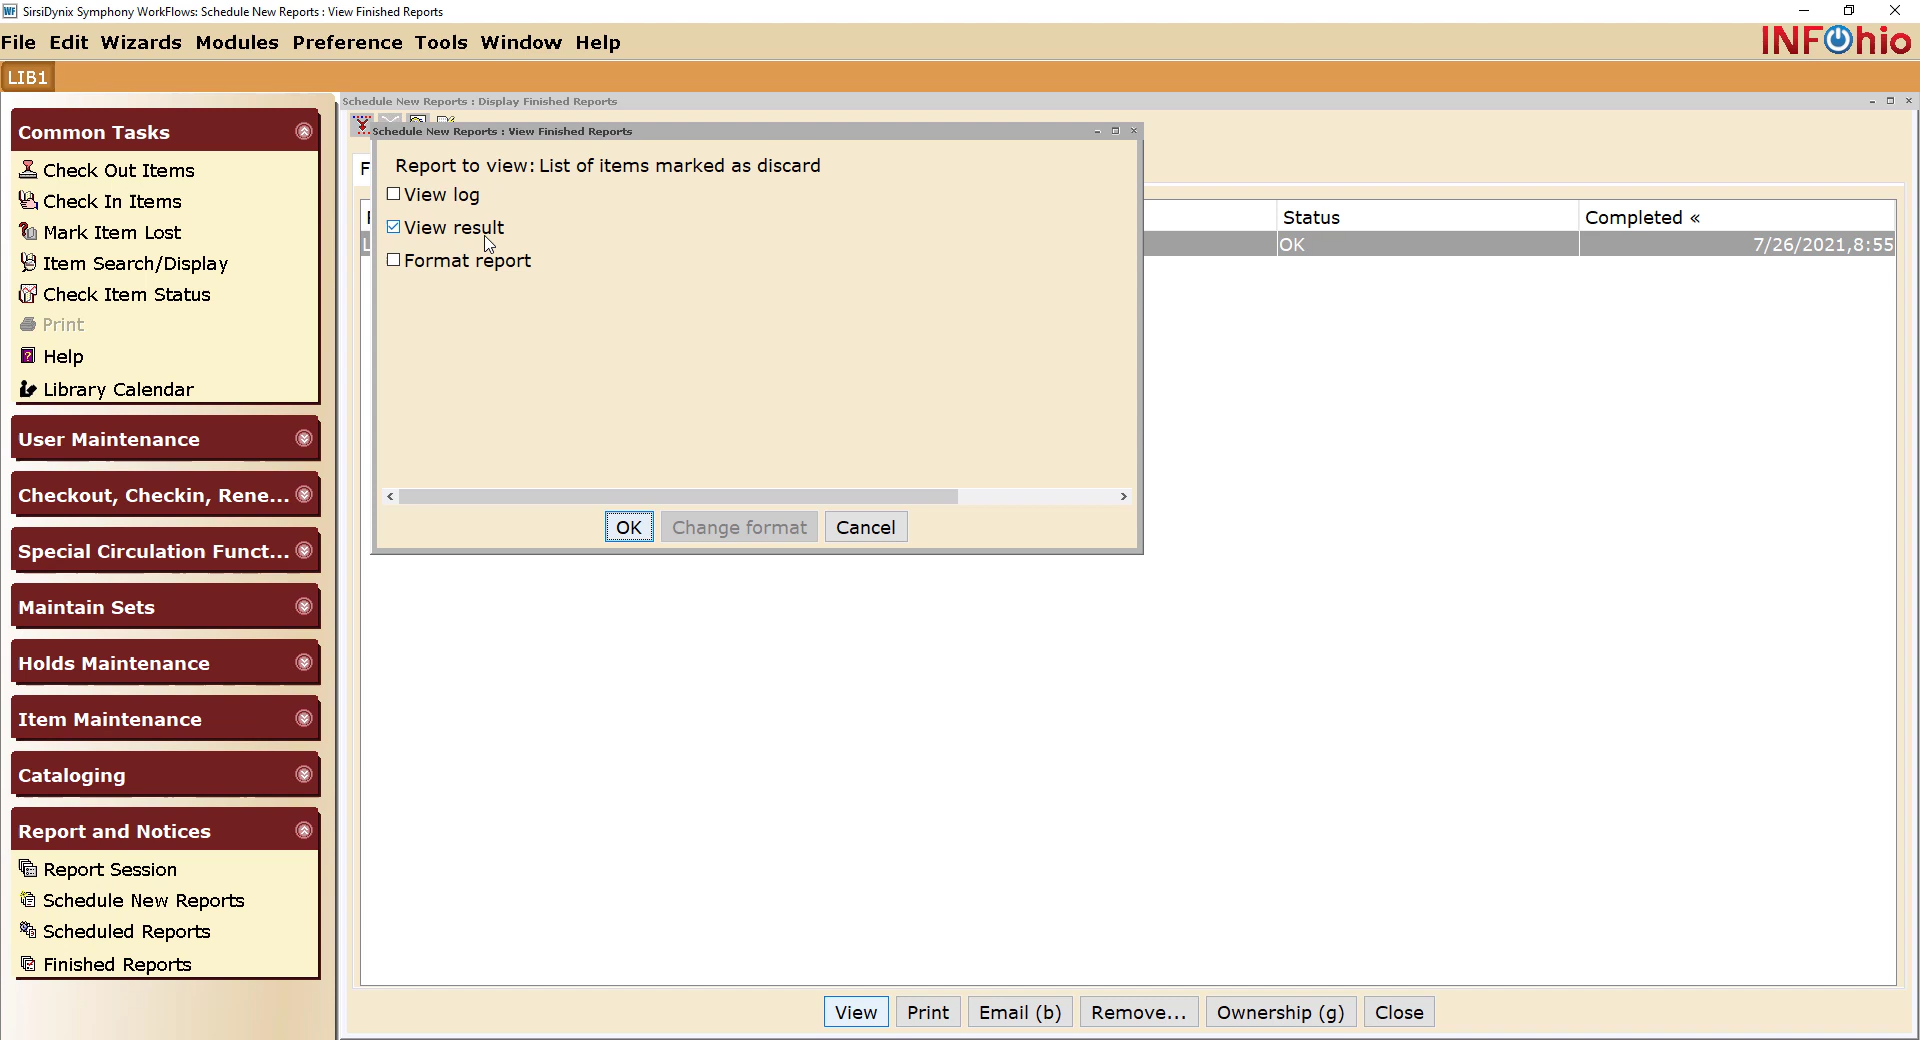 SirsiDynix Symphony WorkFlows: Schedule New Reports : View Finished Reports
File Edit Wizards Modules Preference Tools Window Help
INFOhio
LIB1
Schedule New Reports : Display Finished Reports
Common Tasks
Check Out Items
Check In Items
Mark Item Lost
Item Search/Display
Check Item Status
Print
Help
Library Calendar
User Maintenance
Checkout, Checkin, Rene...
Special Circulation Funct...
Maintain Sets
Holds Maintenance
Item Maintenance
Cataloging
Report and Notices
Report Session
Schedule New Reports
Scheduled Reports
Finished Reports
Schedule New Reports : View Finished Reports
Report to view: List of items marked as discard
View log
View result
Format report
OK Change format Cancel
Status Completed «
OK 7/26/2021,8:55
View Print Email (b) Remove... Ownership (g) Close